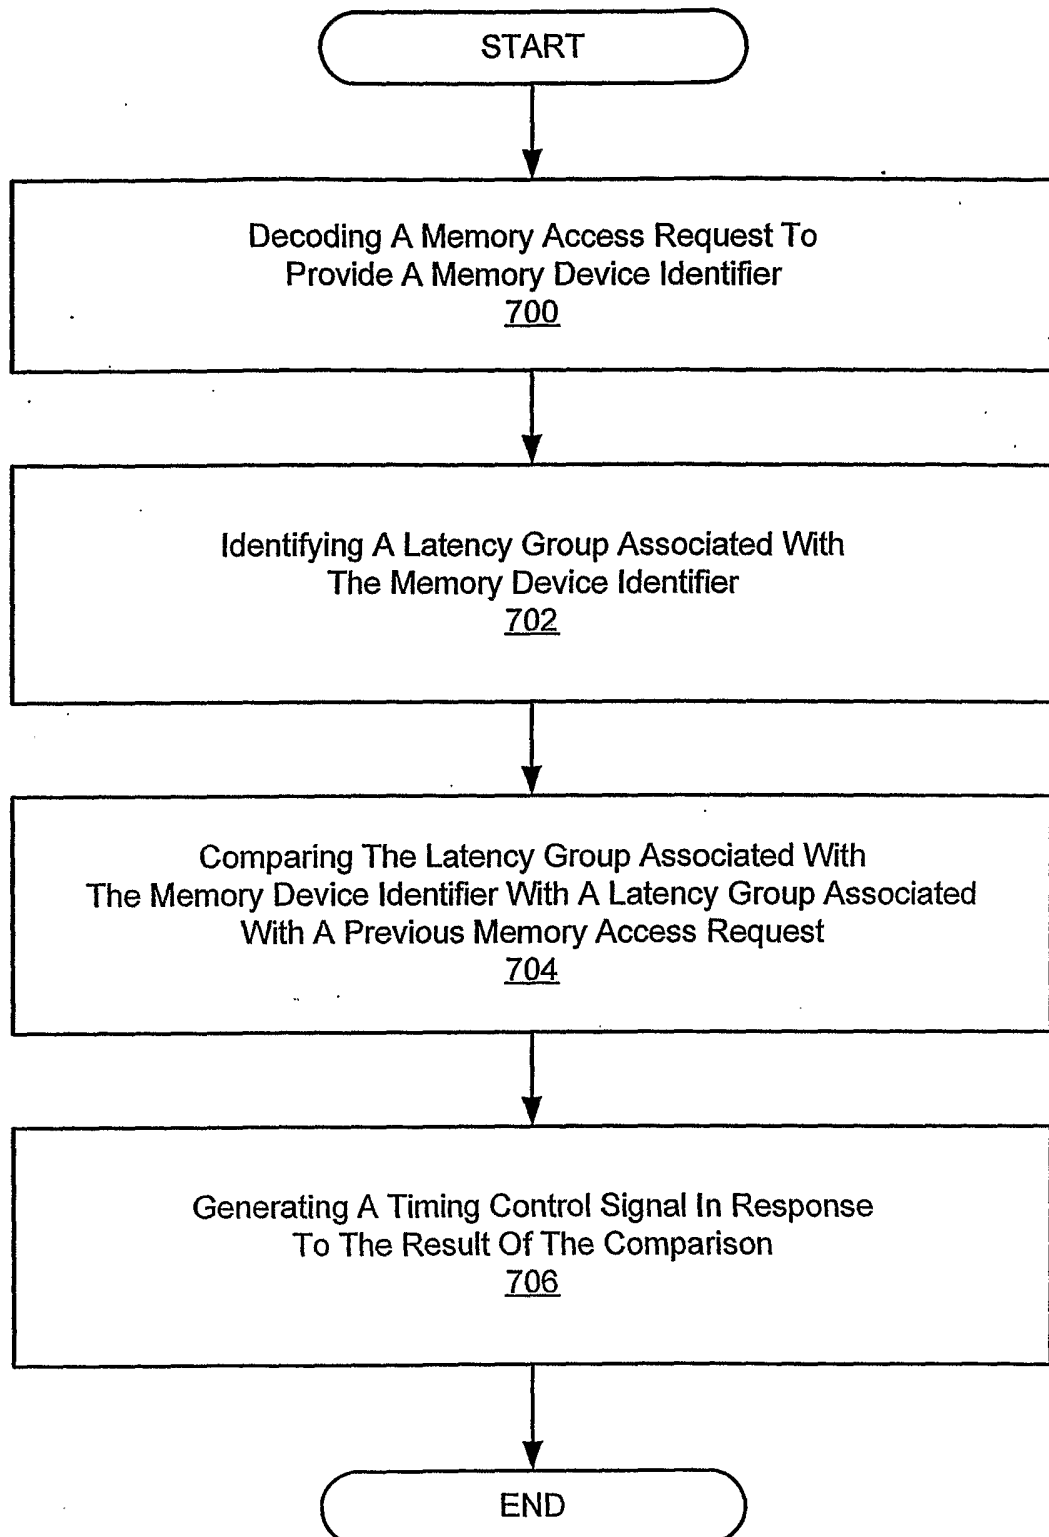 START
Decoding A Memory Access Request To
Provide A Memory Device Identifier
700
Identifying A Latency Group Associated With
The Memory Device Identifier
702
Comparing The Latency Group Associated With
The Memory Device Identifier With A Latency Group Associated
With A Previous Memory Access Request
704
Generating A Timing Control Signal In Response
To The Result Of The Comparison
706
END